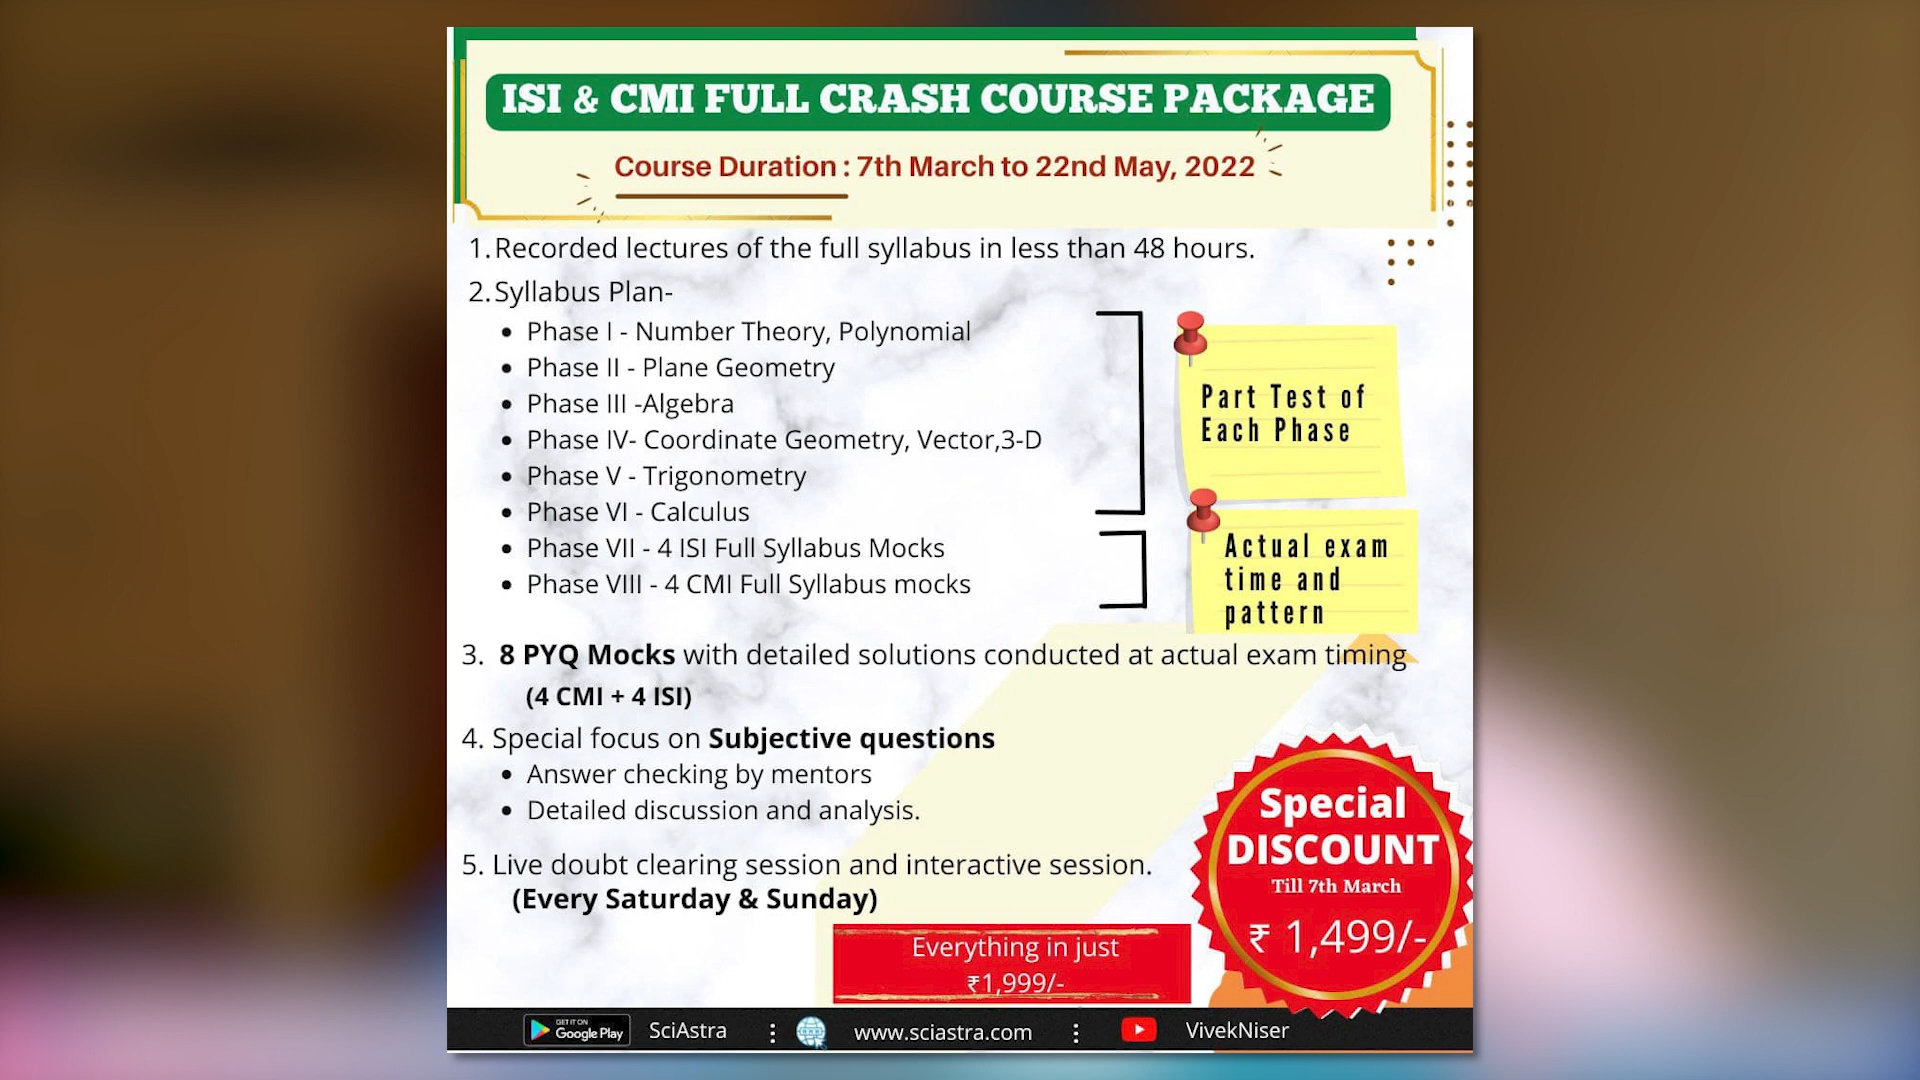 ISI & CMI FULL CRASH COURSE PACKAGE
Course Duration : 7th March to 22nd May, 2022
1. Recorded lectures of the full syllabus in less than 48 hours.
2. Syllabus Plan-
• Phase I - Number Theory, Polynomial
• Phase II - Plane Geometry
• Phase III -Algebra
• Phase IV- Coordinate Geometry, Vector,3-D
• Phase V - Trigonometry
• Phase VI - Calculus
Part Test of
Each Phase
• Phase VII - 4 ISI Full Syllabus Mocks
• Phase VIII - 4 CMI Full Syllabus mocks
Actual exam
time and
pattern
3. 8 PYQ Mocks with detailed solutions conducted at actual exam timing
(4 CMI + 4 ISI)
4. Special focus on Subjective questions
• Answer checking by mentors
• Detailed discussion and analysis.
5. Live doubt clearing session and interactive session.
(Every Saturday & Sunday)
Everything in just
₹1,999/-
Special
DISCOUNT
Till 7th March
₹ 1,499/-
GET IT ON
Google Play
SciAstra : www.sciastra.com : VivekNiser